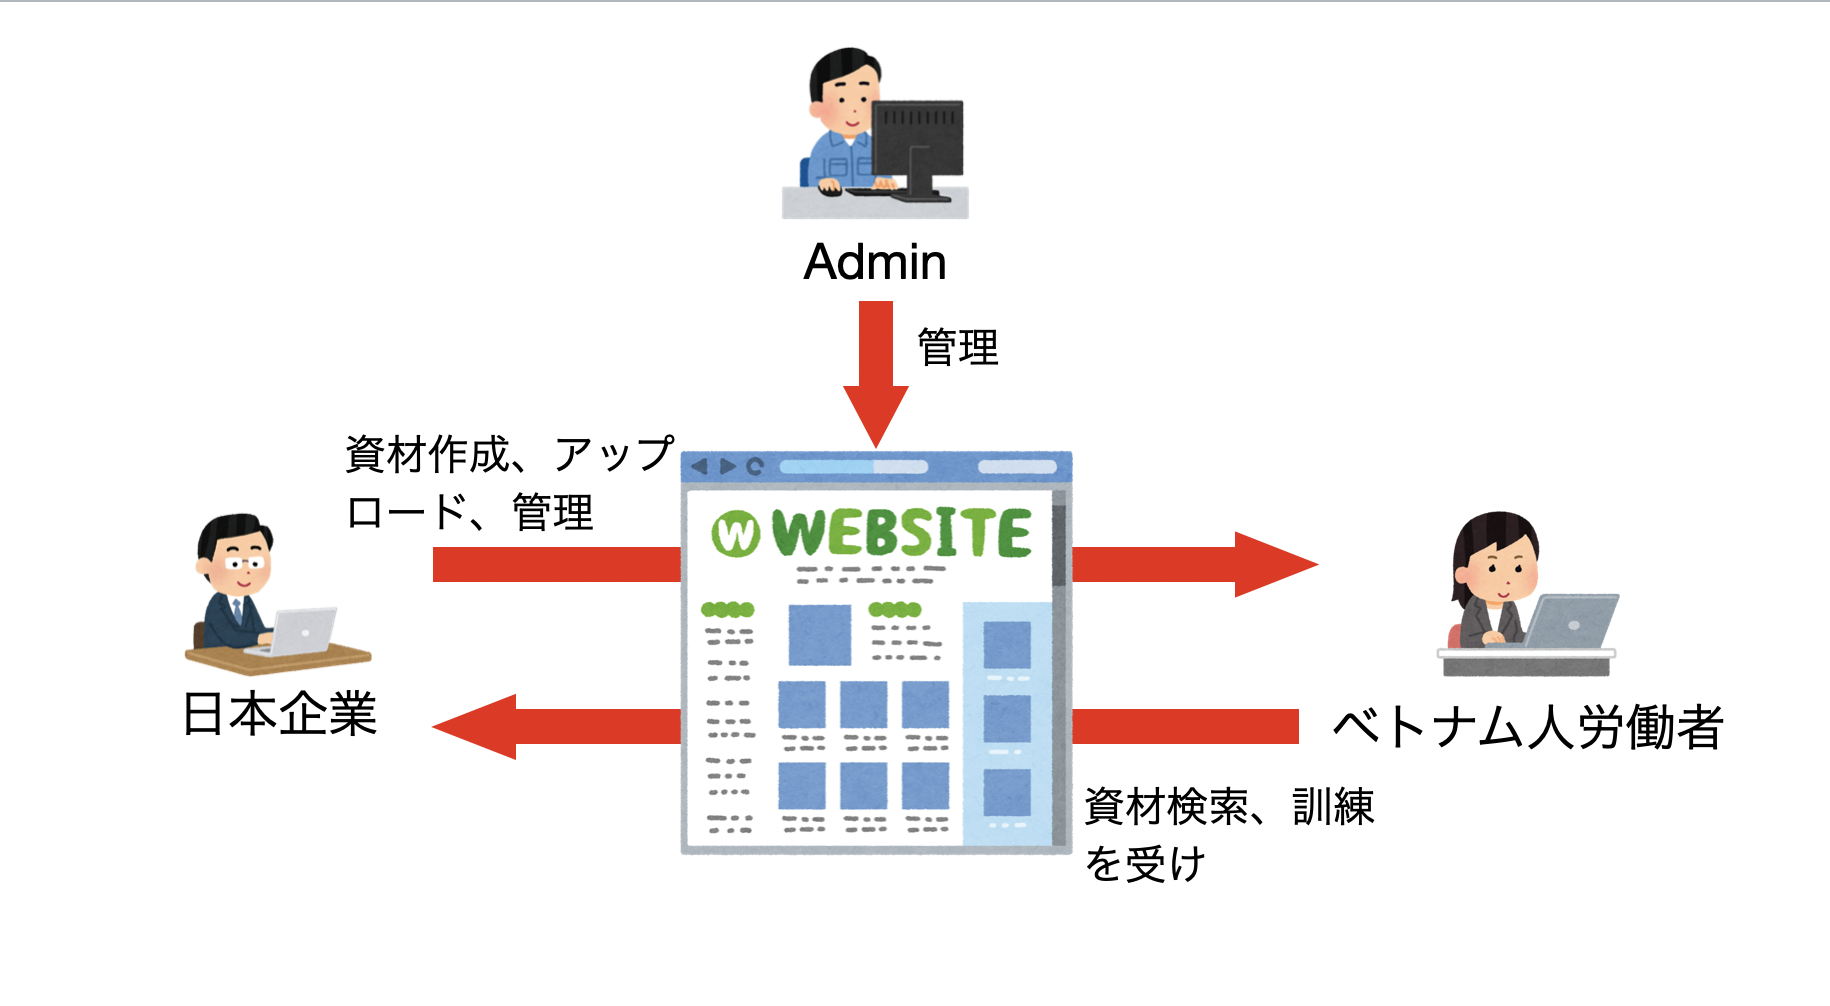 Admin
管理
資材作成、アップ
ロード、管理
W WEBSITE
日本企業
ベトナム人労働者
資材検索、訓練
を受け